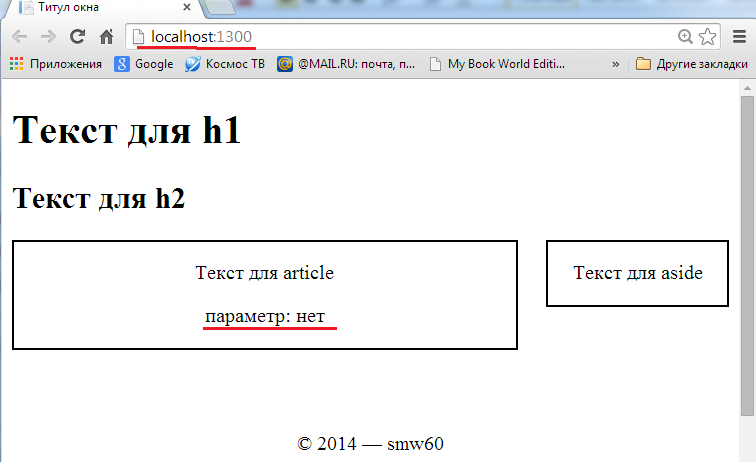 Титул окна
localhost:1300
Приложения Google Космос ТВ @MAIL.RU: почта, п... My Book World Editi... » Другие закладки
Текст для h1
Текст для h2
Текст для article
параметр: нет
Текст для aside
© 2014 — smw60